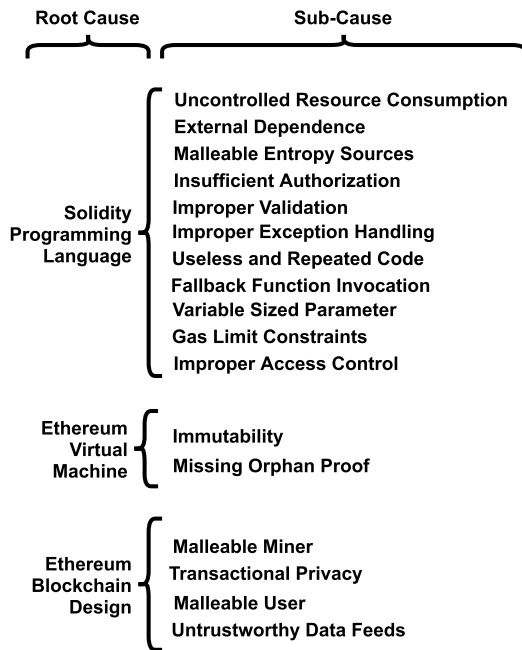 Root Cause
Sub-Cause
Solidity
Programming
Language
Uncontrolled Resource Consumption
External Dependence
Malleable Entropy Sources
Insufficient Authorization
Improper Validation
Improper Exception Handling
Useless and Repeated Code
Fallback Function Invocation
Variable Sized Parameter
Gas Limit Constraints
Improper Access Control
Ethereum
Virtual
Machine
Immutability
Missing Orphan Proof
Ethereum
Blockchain
Design
Malleable Miner
Transactional Privacy
Malleable User
Untrustworthy Data Feeds